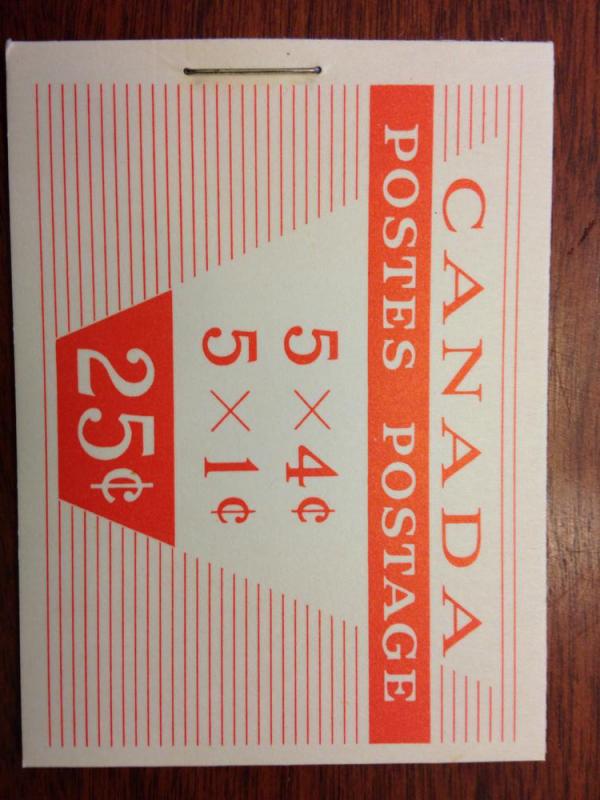 CANADA
POSTES POSTAGE
5 × 4¢
5 × 1¢
25¢